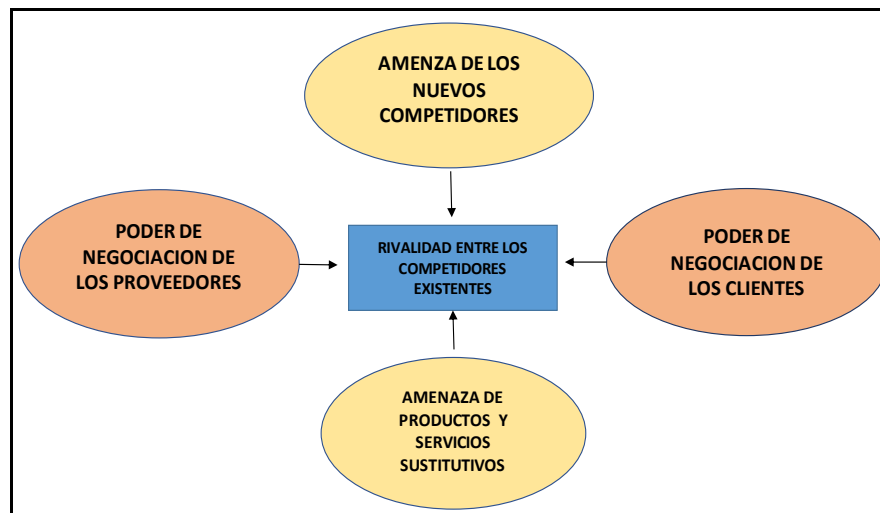 AMENZA DE LOS
NUEVOS
COMPETIDORES
PODER DE
NEGOCIACION DE
LOS PROVEEDORES
RIVALIDAD ENTRE LOS
COMPETIDORES
EXISTENTES
PODER DE
NEGOCIACION DE
LOS CLIENTES
AMENAZA DE
PRODUCTOS Y
SERVICIOS
SUSTITUTIVOS